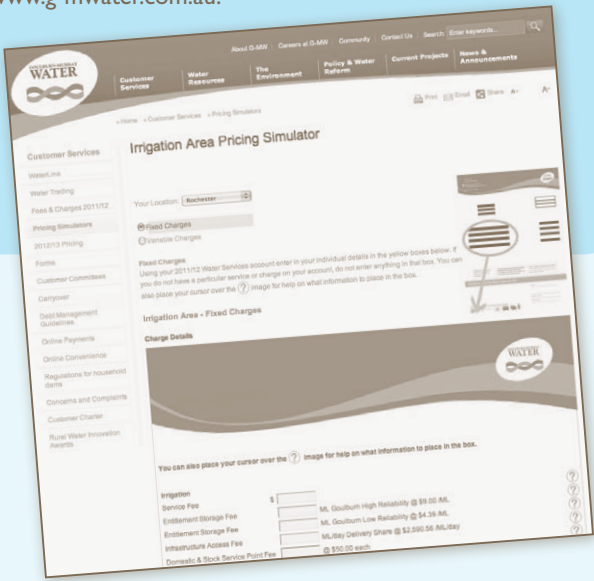 www.g-mwater.com.au.
GOULBURN-MURRAY
WATER
About G-MW Careers at G-MW Community Contact Us Search Enter keywords...
Customer Services
Water Resources
The Environment
Policy & Water Reform
Current Projects
News & Announcements
» Home » Customer Services » Pricing Simulators
Print Email Share A- A+
Customer Services
WaterLine
Water Trading
Fees & Charges 2011/12
Pricing Simulators
2012/13 Pricing
Forms
Customer Committees
Carryover
Debt Management
Guidelines
Online Payments
Online Convenience
Regulations for household
dams
Concerns and Complaints
Customer Charter
Rural Water Innovation
Awards
Irrigation Area Pricing Simulator
Your Location: Rochester
Fixed Charges
Variable Charges
Fixed Charges
Using your 2011/12 Water Services account enter in your individual details in the yellow boxes below. If
you do not have a particular service or charge on your account, do not enter anything in that box. You can
also place your cursor over the ? image for help on what information to place in the box.
Irrigation Area - Fixed Charges
Charge Details
WATER
You can also place your cursor over the ? image for help on what information to place in the box.
Irrigation
Service Fee $ ?
Entitlement Storage Fee ML Goulburn High Reliability @ $9.00 /ML ?
Entitlement Storage Fee ML Goulburn Low Reliability @ $4.39 /ML ?
Infrastructure Access Fee ML/day Delivery Share @ $2,590.56 /ML/day ?
Domestic & Stock Service Point Fee @ $50.00 each ?